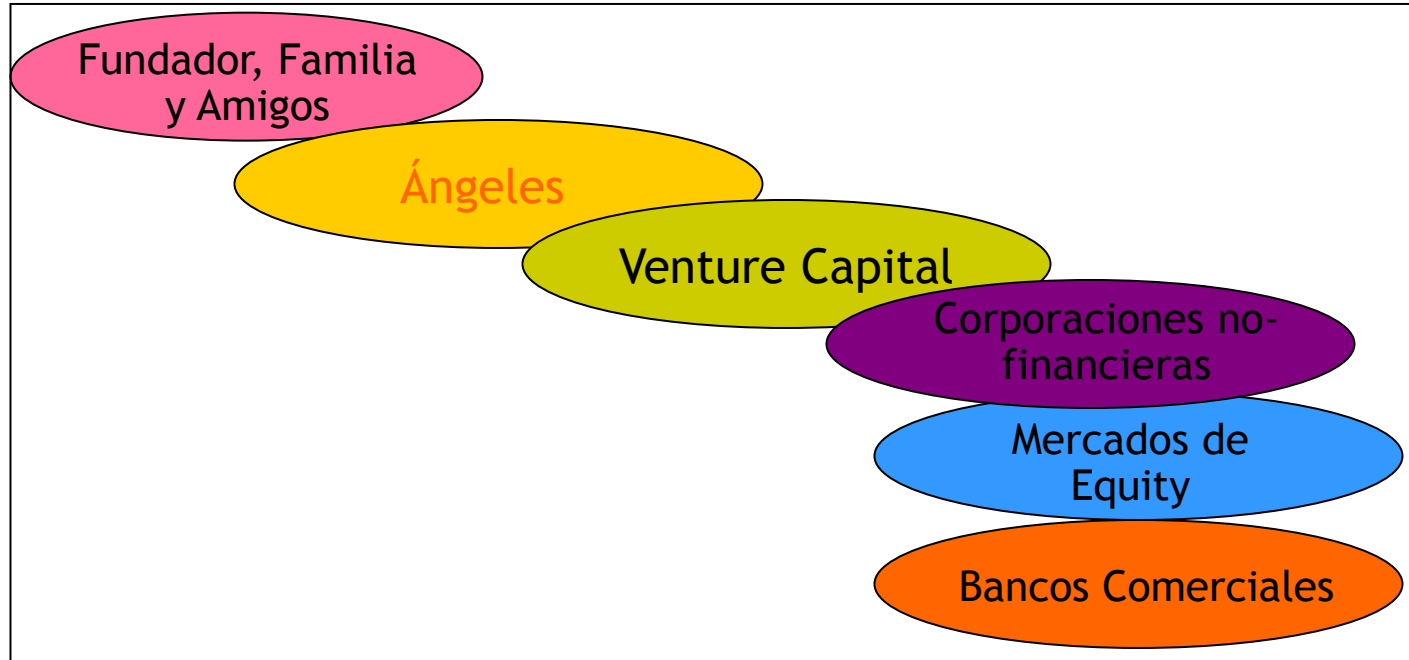 Fundador, Familia
y Amigos
Ángeles
Venture Capital
Corporaciones no-
financieras
Mercados de
Equity
Bancos Comerciales